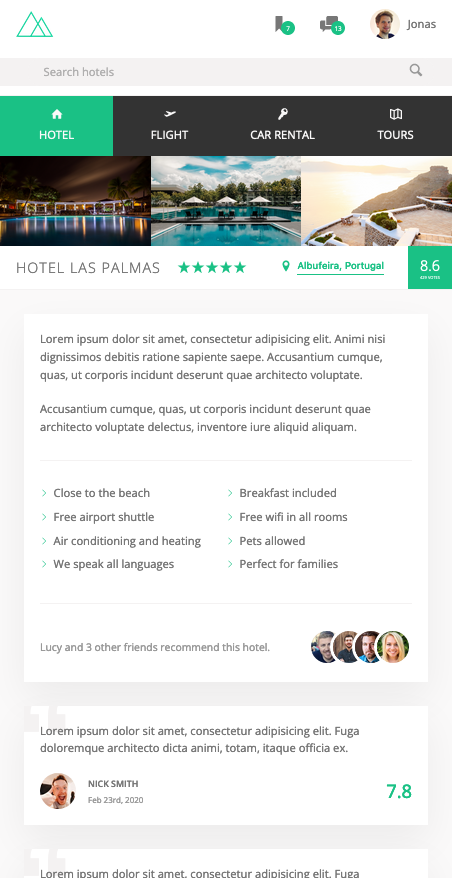 7
13
Jonas
Search hotels
HOTEL
FLIGHT
CAR RENTAL
TOURS
HOTEL LAS PALMAS
Albufeira, Portugal
8.6
429 VOTES
Lorem ipsum dolor sit amet, consectetur adipisicing elit. Animi nisi
dignissimos debitis ratione sapiente saepe. Accusantium cumque,
quas, ut corporis incidunt deserunt quae architecto voluptate.
Accusantium cumque, quas, ut corporis incidunt deserunt quae
architecto voluptate delectus, inventore iure aliquid aliquam.
Close to the beach
Breakfast included
Free airport shuttle
Free wifi in all rooms
Air conditioning and heating
Pets allowed
We speak all languages
Perfect for families
Lucy and 3 other friends recommend this hotel.
Lorem ipsum dolor sit amet, consectetur adipisicing elit. Fuga
doloremque architecto dicta animi, totam, itaque officia ex.
NICK SMITH
Feb 23rd, 2020
7.8
Lorem ipsum dolor sit amet, consectetur adipisicing elit. Fuga